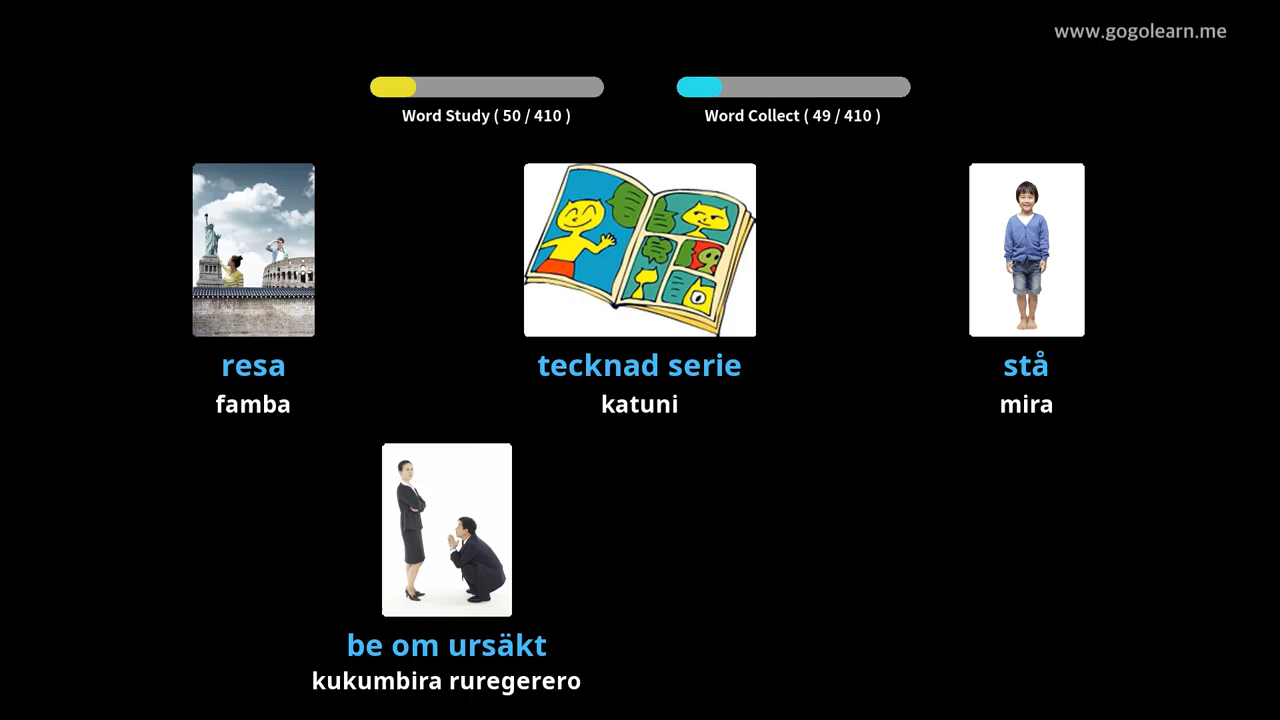 www.gogolearn.me
Word Study ( 50 / 410 )
Word Collect ( 49 / 410 )
resa
tecknad serie
stå
famba
katuni
mira
be om ursäkt
kukumbira ruregerero